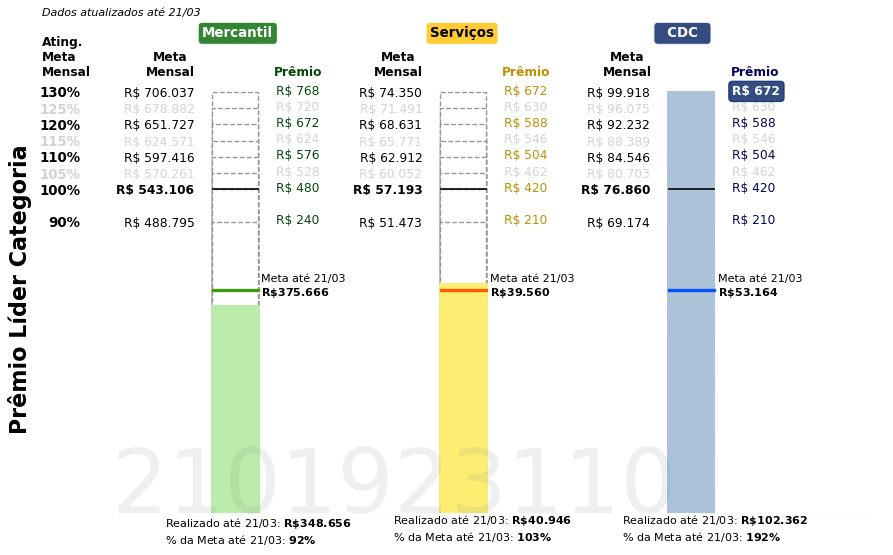 Dados atualizados até 21/03
Mercantil Serviços CDC
Ating.
Meta Meta Meta Meta
Mensal Mensal Prêmio Mensal Prêmio Mensal Prêmio
130% R$ 706.037 R$ 768 R$ 74.350 R$ 672 R$ 99.918 R$ 672
125% R$ 678.882 R$ 720 R$ 71.491 R$ 630 R$ 96.075 R$ 630
120% R$ 651.727 R$ 672 R$ 68.631 R$ 588 R$ 92.232 R$ 588
115% R$ 624.571 R$ 624 R$ 65.771 R$ 546 R$ 88.389 R$ 546
110% R$ 597.416 R$ 576 R$ 62.912 R$ 504 R$ 84.546 R$ 504
105% R$ 570.261 R$ 528 R$ 60.052 R$ 462 R$ 80.703 R$ 462
100% R$ 543.106 R$ 480 R$ 57.193 R$ 420 R$ 76.860 R$ 420
90% R$ 488.795 R$ 240 R$ 51.473 R$ 210 R$ 69.174 R$ 210
Meta até 21/03 Meta até 21/03 Meta até 21/03
R$375.666 R$39.560 R$53.164
Prêmio Líder Categoria
2101923110
Realizado até 21/03: R$348.656 Realizado até 21/03: R$40.946 Realizado até 21/03: R$102.362
% da Meta até 21/03: 92% % da Meta até 21/03: 103% % da Meta até 21/03: 192%